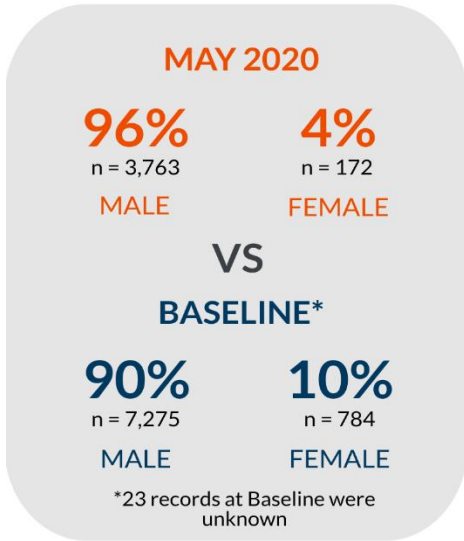 MAY 2020
96% 4%
n = 3,763 n = 172
MALE FEMALE
VS
BASELINE*
90% 10%
n = 7,275 n = 784
MALE FEMALE
*23 records at Baseline were
unknown